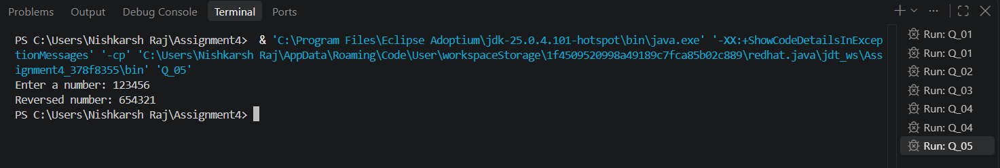 Problems Output Debug Console Terminal Ports
PS C:\Users\Nishkarsh Raj\Assignment4>  & 'C:\Program Files\Eclipse Adoptium\jdk-25.0.4.101-hotspot\bin\java.exe' '-XX:+ShowCodeDetailsInExcep
tionMessages' '-cp' 'C:\Users\Nishkarsh Raj\AppData\Roaming\Code\User\workspaceStorage\1f4509520998a49189c7fca85b02c889\redhat.java\jdt_ws\Ass
ignment4_378f8355\bin' 'Q_05'
Enter a number: 123456
Reversed number: 654321
PS C:\Users\Nishkarsh Raj\Assignment4>
Run: Q_01
Run: Q_01
Run: Q_02
Run: Q_03
Run: Q_04
Run: Q_04
Run: Q_05